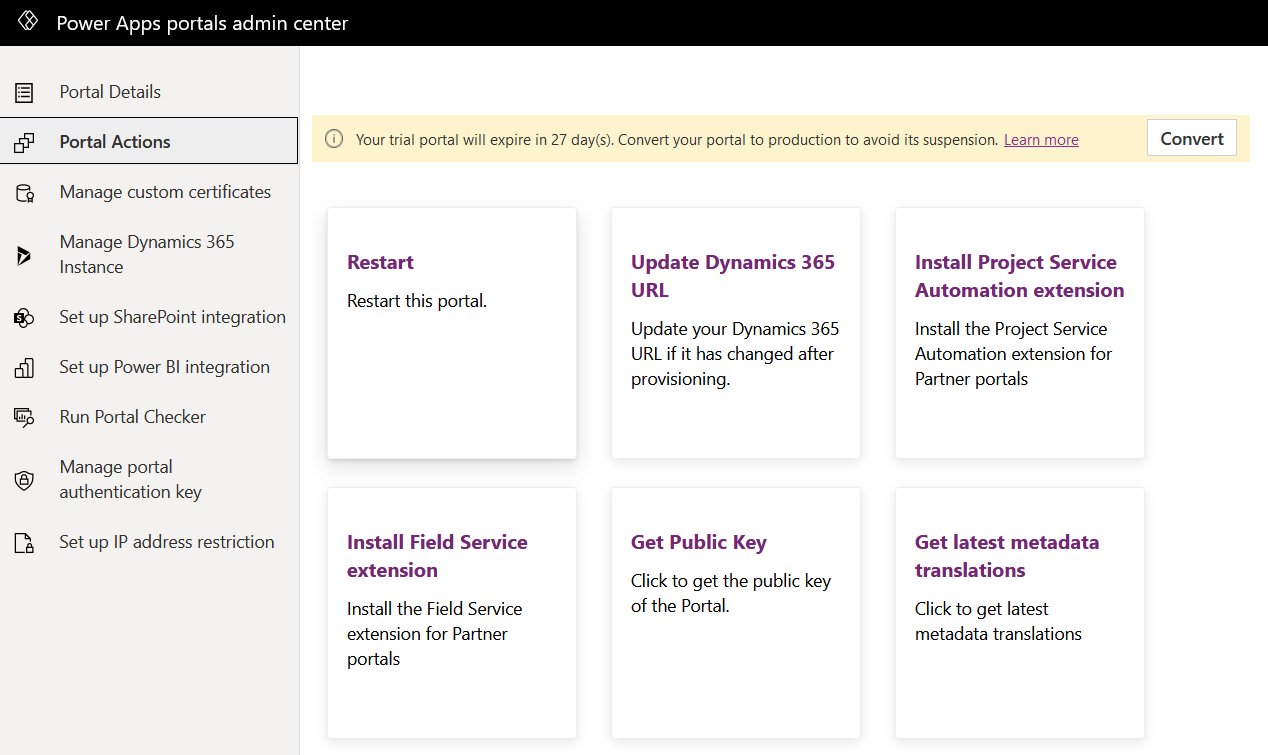 Power Apps portals admin center
Portal Details
Portal Actions
Manage custom certificates
Manage Dynamics 365
Instance
Set up SharePoint integration
Set up Power BI integration
Run Portal Checker
Manage portal
authentication key
Set up IP address restriction
Your trial portal will expire in 27 day(s). Convert your portal to production to avoid its suspension. Learn more
Convert
Restart
Restart this portal.
Update Dynamics 365
URL
Update your Dynamics 365
URL if it has changed after
provisioning.
Install Project Service
Automation extension
Install the Project Service
Automation extension for
Partner portals
Install Field Service
extension
Install the Field Service
extension for Partner
portals
Get Public Key
Click to get the public key
of the Portal.
Get latest metadata
translations
Click to get latest
metadata translations